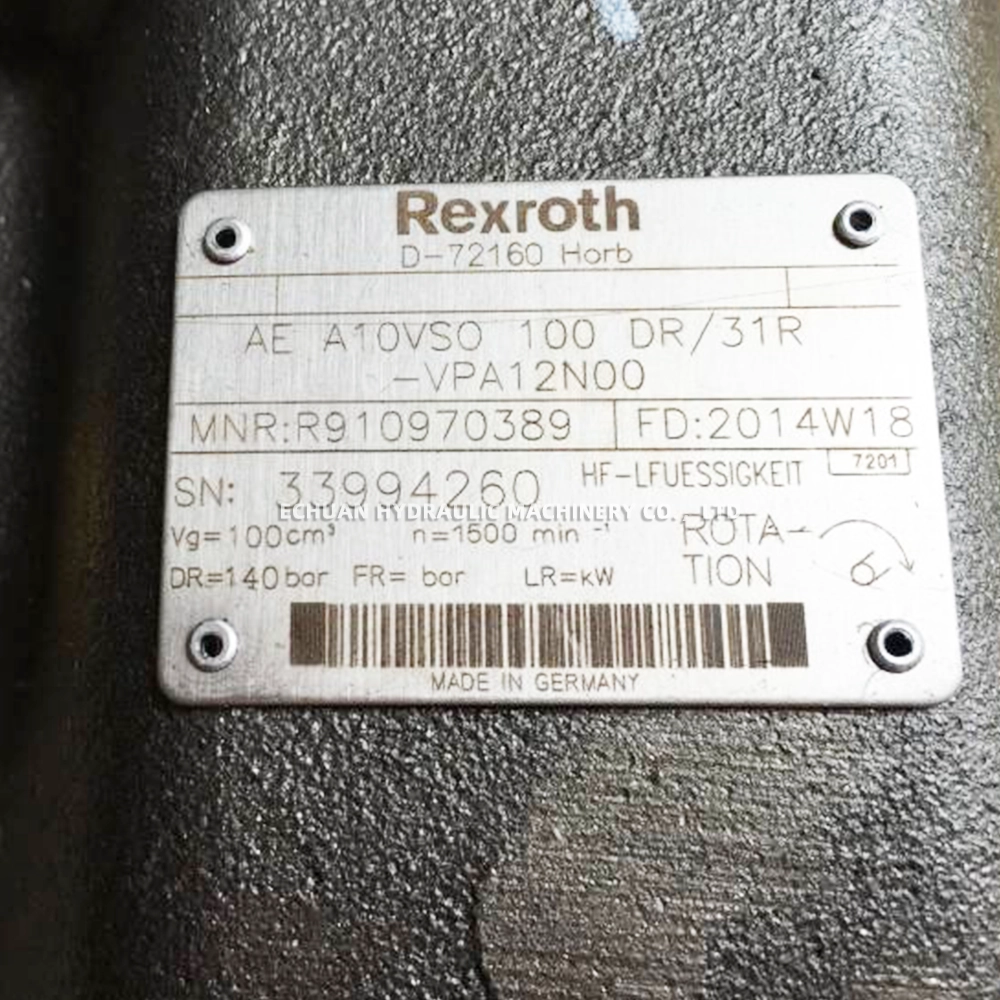 Rexroth
D-72160 Horb
AE A10VSO 100 DR/31R
-VPA12N00
MNR:R910970389 FD:2014W18
SN: 33994260 HF-LFUESSIGKEIT 7201
ECHUAN HYDRAULIC MACHINERY CO., LTD
Vg=100cm³ n=1500 min⁻¹ ROTA-
DR=140bar FR= bar LR=kW TION
MADE IN GERMANY